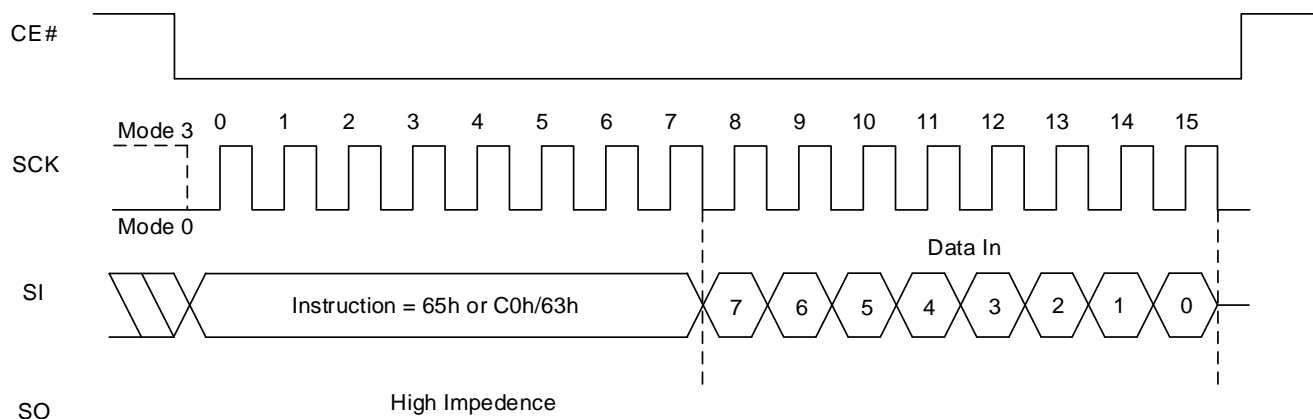 CE#
0 1 2 3 4 5 6 7 8 9 10 11 12 13 14 15
Mode 3
SCK
Mode 0
Data In
SI
Instruction = 65h or C0h/63h
7 6 5 4 3 2 1 0
High Impedence
SO